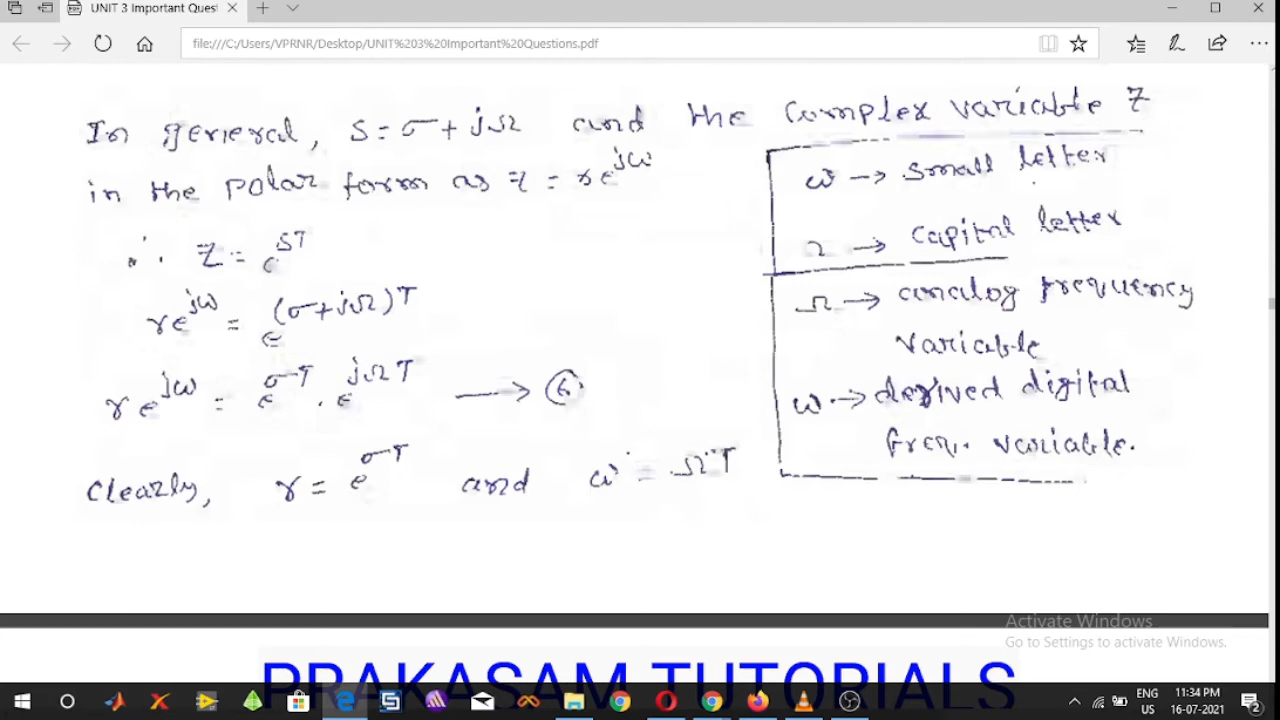 UNIT 3 Important Quest
file:///C:/Users/VPRNR/Desktop/UNIT%203%20Important%20Questions.pdf
In general, s = σ + jΩ and the complex variable z
in the polar form as z = re^{jω}
∴ z = e^{sT}
re^{jω} = e^{(σ+jΩ)T}
re^{jω} = e^{σT} . e^{jΩT} → ⑥
Clearly, r = e^{σT} and ω = ΩT
ω → small letter
Ω → capital letter
Ω → analog frequency
variable
ω → derived digital
freq. variable.
Activate Windows
Go to Settings to activate Windows.
PRAKASAM TUTORIALS
ENG
US
11:34 PM
16-07-2021
2